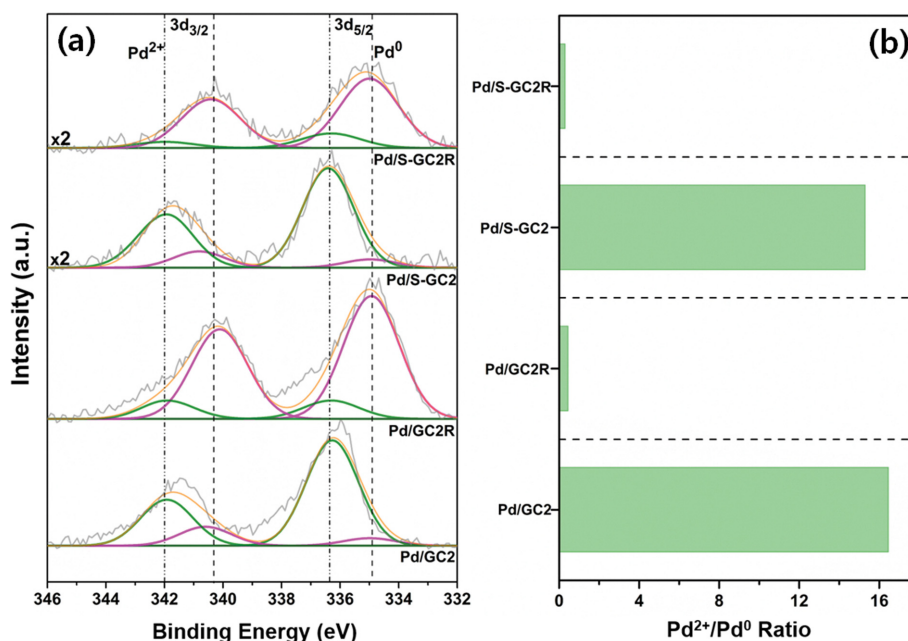 (a)
3d3/2
3d5/2
Pd2+
Pd0
x2
Pd/S-GC2R
x2
Pd/S-GC2
Pd/GC2R
Pd/GC2
346 344 342 340 338 336 334 332
Binding Energy (eV)
Intensity (a.u.)
(b)
Pd/S-GC2R
Pd/S-GC2
Pd/GC2R
Pd/GC2
0 4 8 12 16
Pd2+/Pd0 Ratio